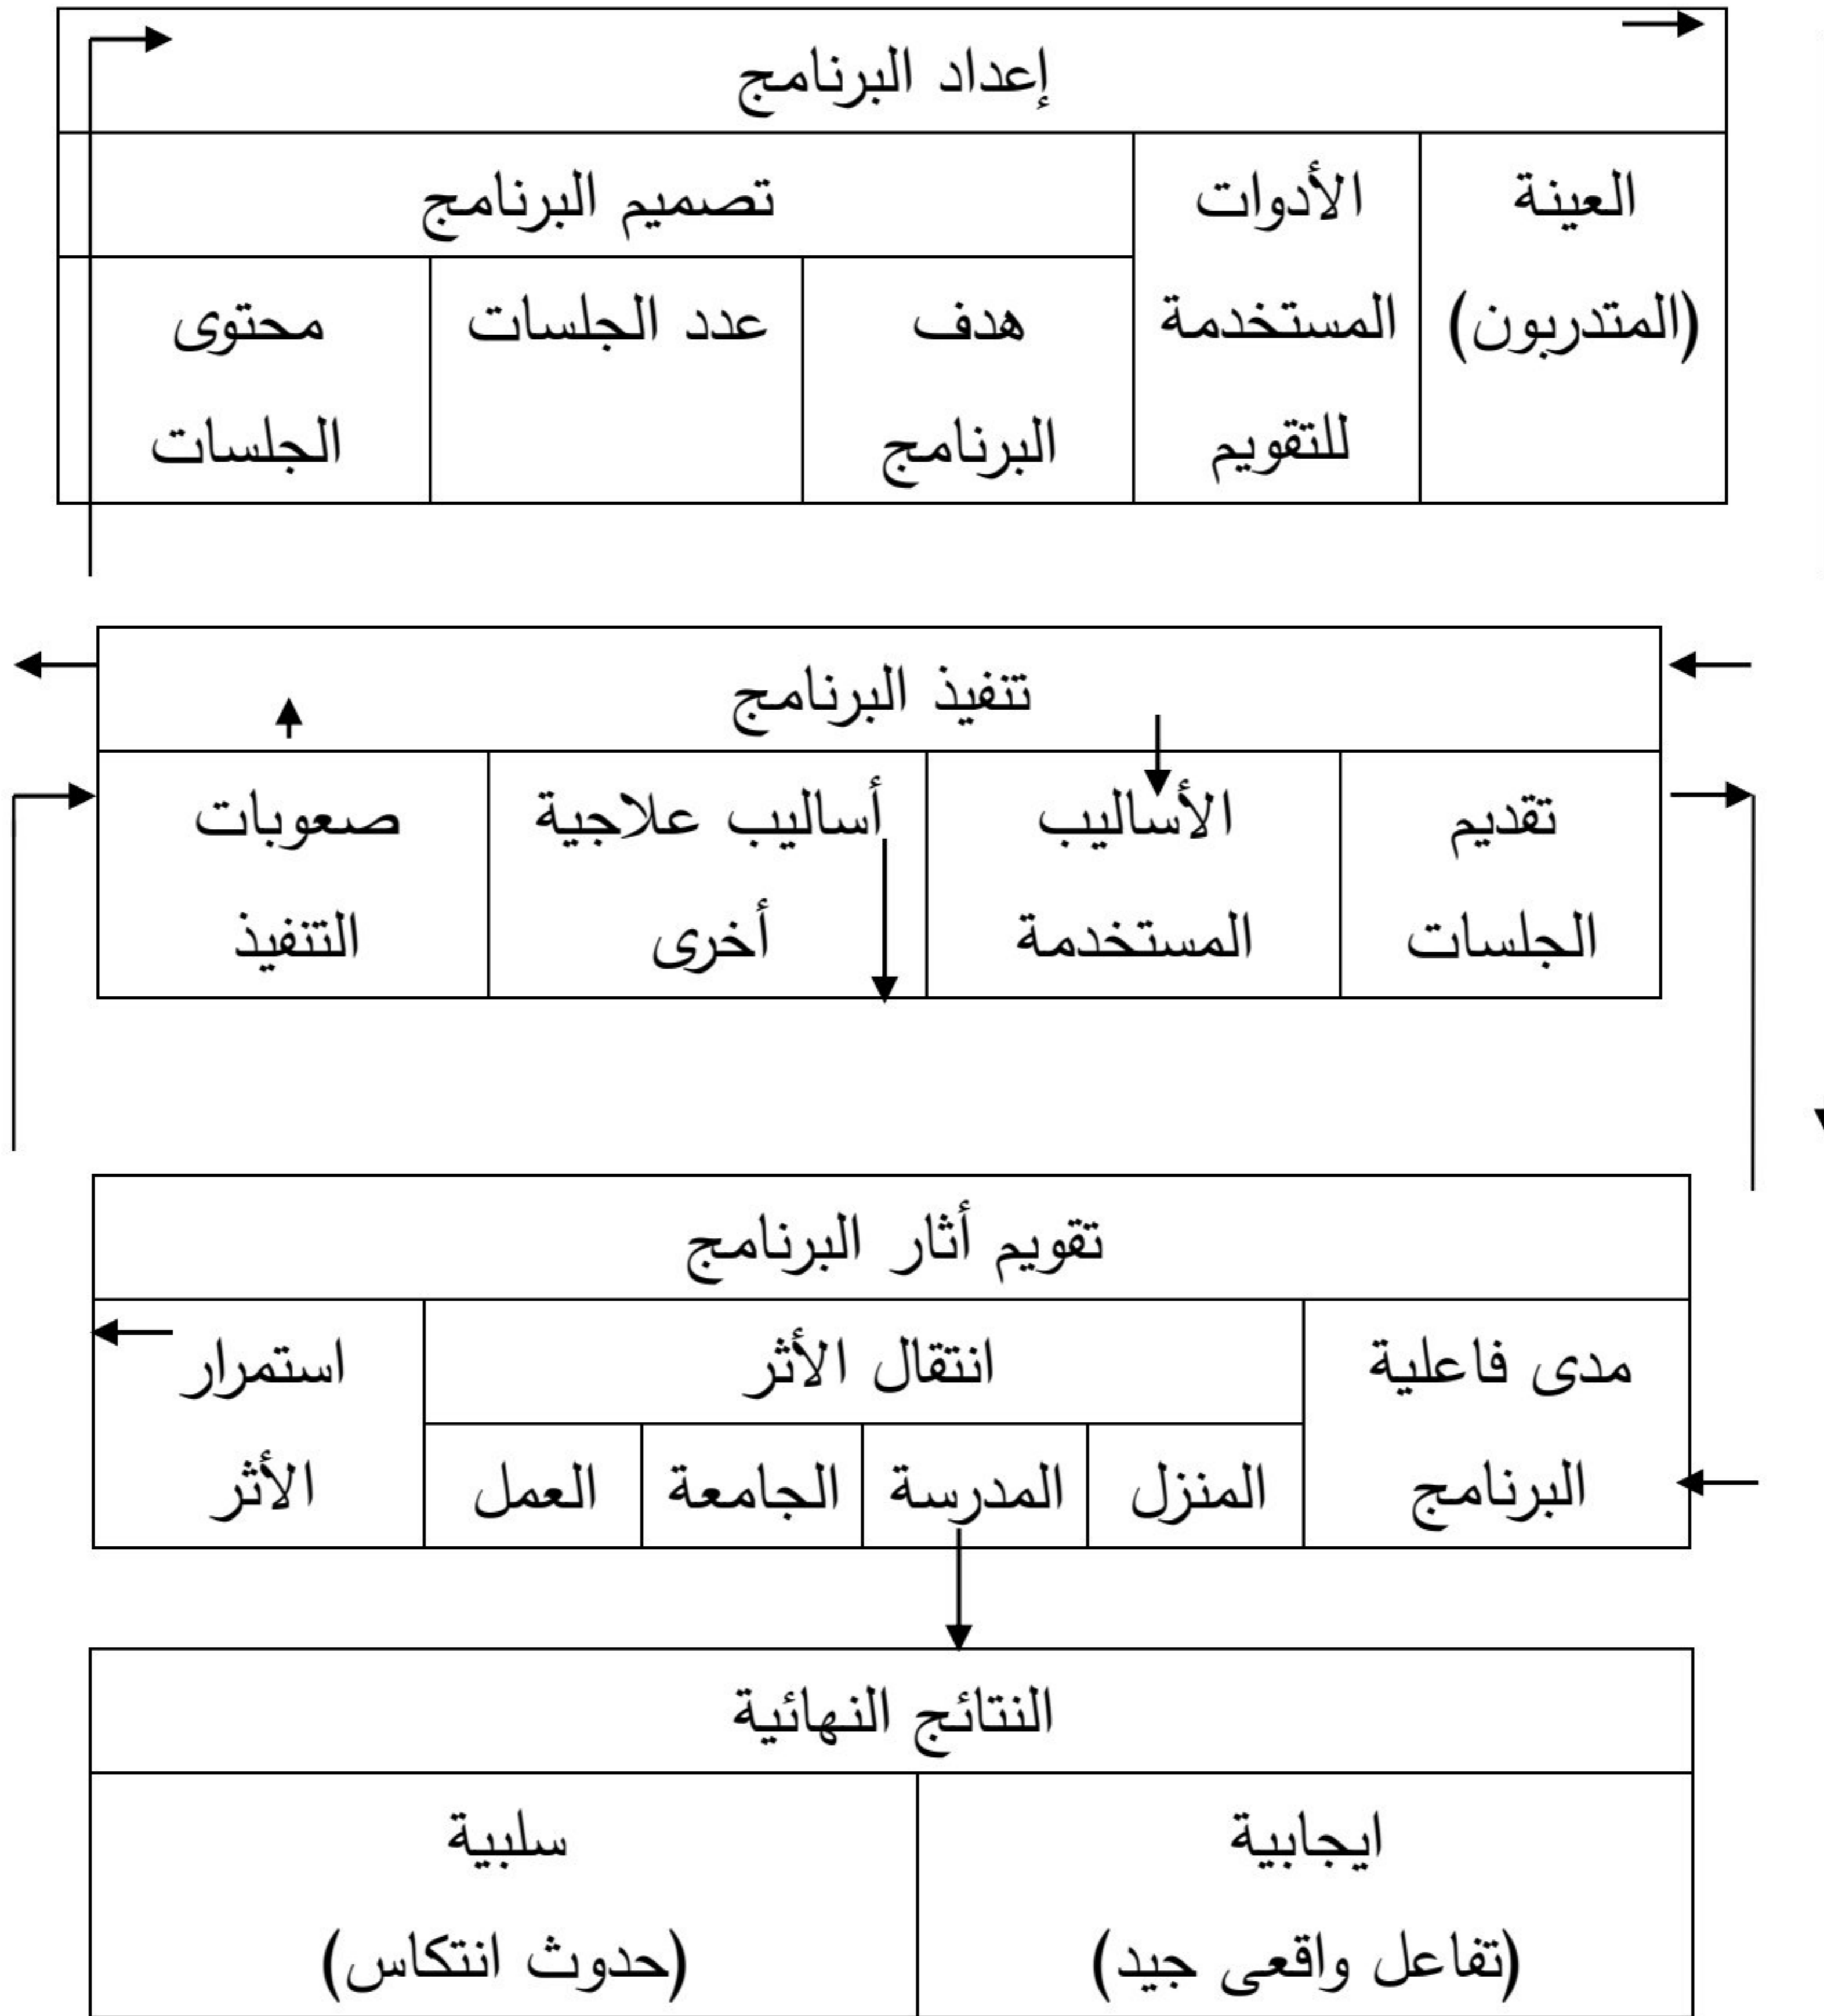 إعداد البرنامج
العينة
(المتدربون)
الأدوات
المستخدمة
للتقويم
تصميم البرنامج
هدف
البرنامج
عدد الجلسات
محتوى
الجلسات
تنفيذ البرنامج
تقديم
الجلسات
الأساليب
المستخدمة
أساليب علاجية
أخرى
صعوبات
التنفيذ
تقويم أثار البرنامج
مدى فاعلية
البرنامج
انتقال الأثر
المنزل
المدرسة
الجامعة
العمل
استمرار
الأثر
النتائج النهائية
ايجابية
(تفاعل واقعى جيد)
سلبية
(حدوث انتكاس)